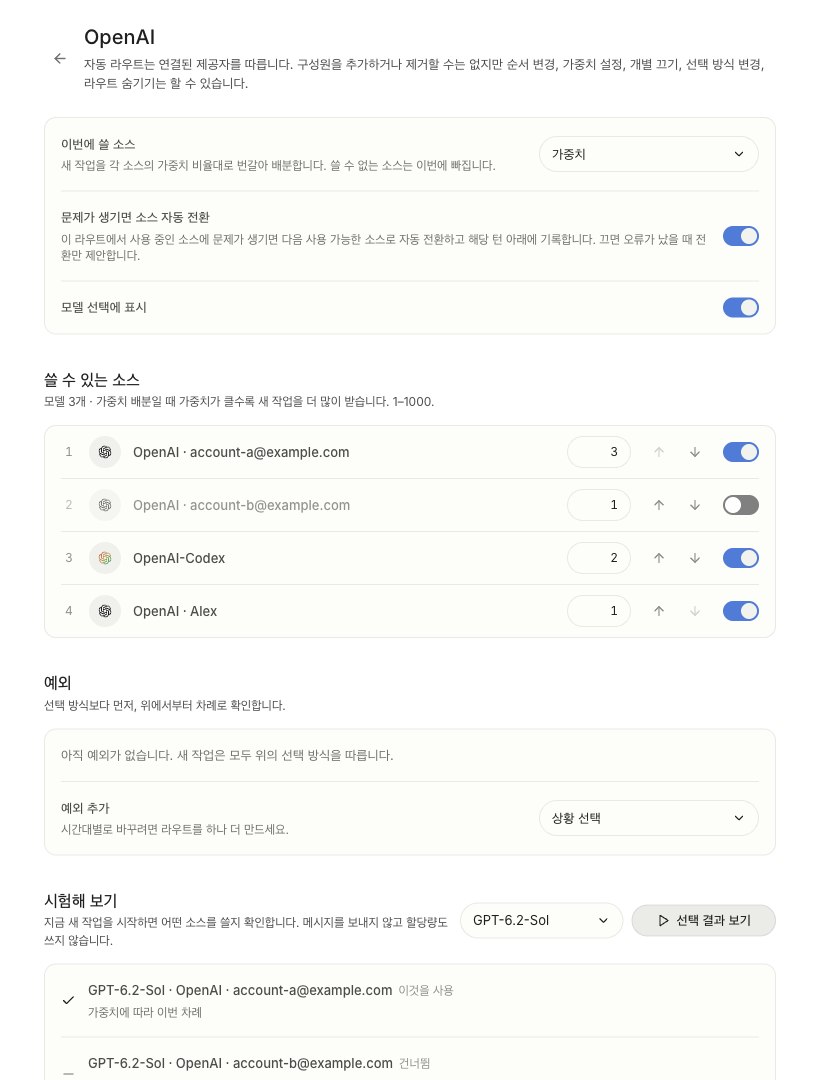 OpenAI
자동 라우트는 연결된 제공자를 따릅니다. 구성원을 추가하거나 제거할 수는 없지만 순서 변경, 가중치 설정, 개별 끄기, 선택 방식 변경,
라우트 숨기기는 할 수 있습니다.
이번에 쓸 소스
새 작업을 각 소스의 가중치 비율대로 번갈아 배분합니다. 쓸 수 없는 소스는 이번에 빠집니다.
가중치
문제가 생기면 소스 자동 전환
이 라우트에서 사용 중인 소스에 문제가 생기면 다음 사용 가능한 소스로 자동 전환하고 해당 턴 아래에 기록합니다. 끄면 오류가 났을 때 전
환만 제안합니다.
모델 선택에 표시
쓸 수 있는 소스
모델 3개 · 가중치 배분일 때 가중치가 클수록 새 작업을 더 많이 받습니다. 1–1000.
1 OpenAI · account-a@example.com 3
2 OpenAI · account-b@example.com 1
3 OpenAI-Codex 2
4 OpenAI · Alex 1
예외
선택 방식보다 먼저, 위에서부터 차례로 확인합니다.
아직 예외가 없습니다. 새 작업은 모두 위의 선택 방식을 따릅니다.
예외 추가
시간대별로 바꾸려면 라우트를 하나 더 만드세요.
상황 선택
시험해 보기
지금 새 작업을 시작하면 어떤 소스를 쓸지 확인합니다. 메시지를 보내지 않고 할당량도
쓰지 않습니다.
GPT-6.2-Sol
선택 결과 보기
GPT-6.2-Sol · OpenAI · account-a@example.com 이것을 사용
가중치에 따라 이번 차례
GPT-6.2-Sol · OpenAI · account-b@example.com 건너뜀